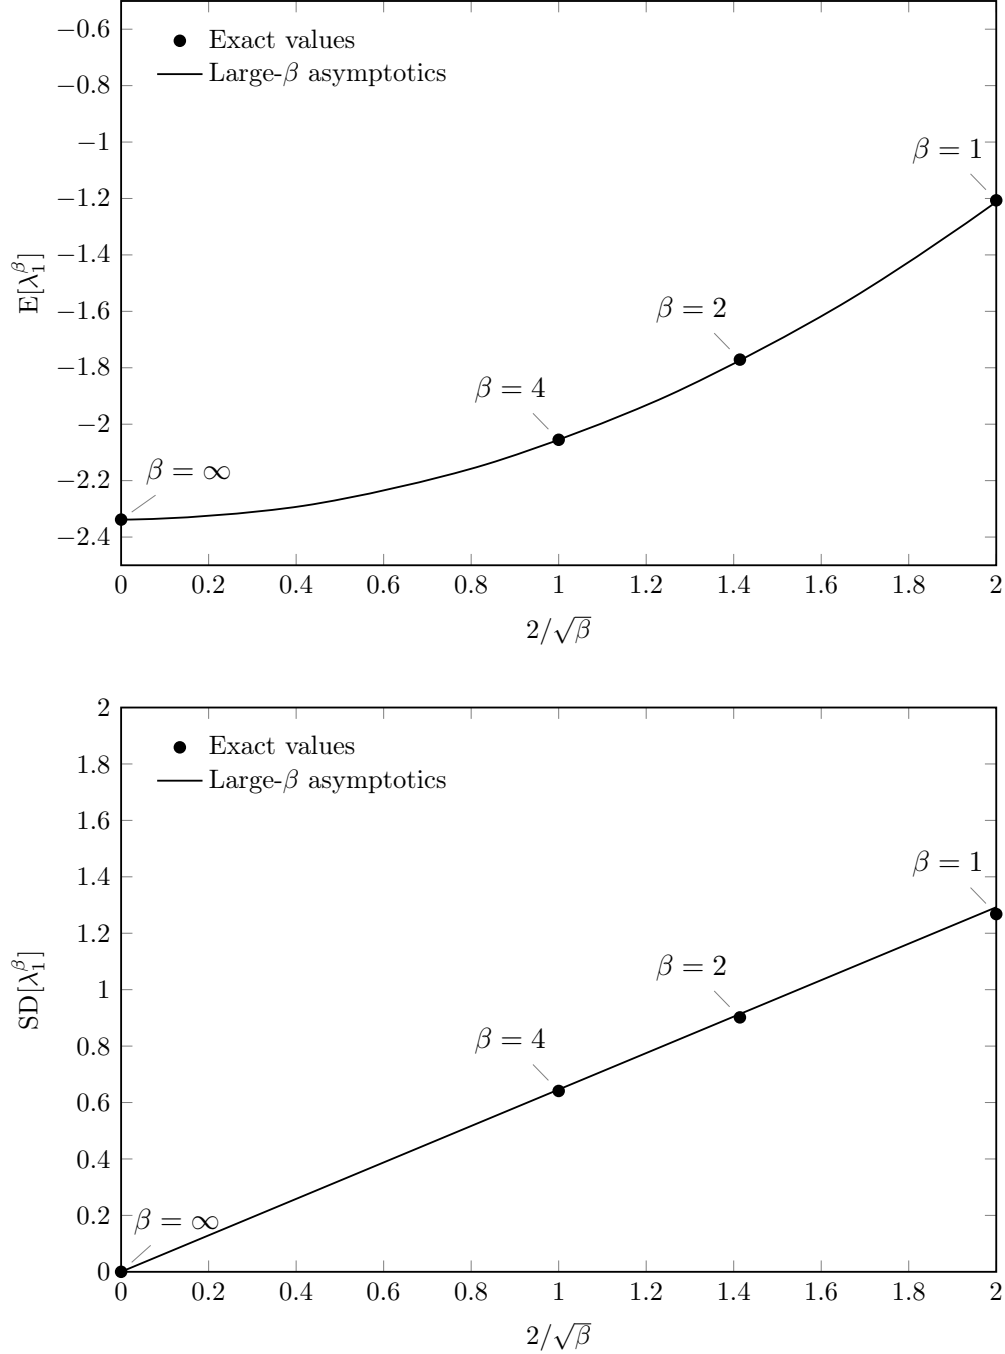 −0.6
−0.8
−1
−1.2
−1.4
−1.6
−1.8
−2
−2.2
−2.4
E[λ₁^β]
Exact values
Large-β asymptotics
β = 1
β = 2
β = 4
β = ∞
0 0.2 0.4 0.6 0.8 1 1.2 1.4 1.6 1.8 2
2/√β
2
1.8
1.6
1.4
1.2
1
0.8
0.6
0.4
0.2
0
SD[λ₁^β]
Exact values
Large-β asymptotics
β = 1
β = 2
β = 4
β = ∞
0 0.2 0.4 0.6 0.8 1 1.2 1.4 1.6 1.8 2
2/√β